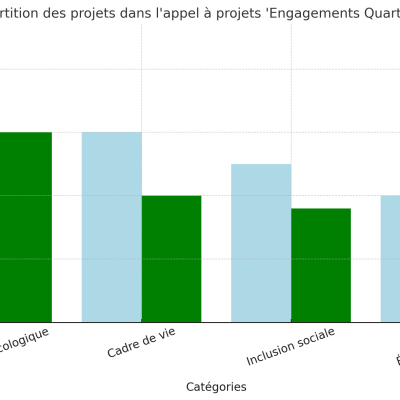 rtition des projets dans l'appel à projets 'Engagements Quart
cologique
Cadre de vie
Inclusion sociale
Catégories